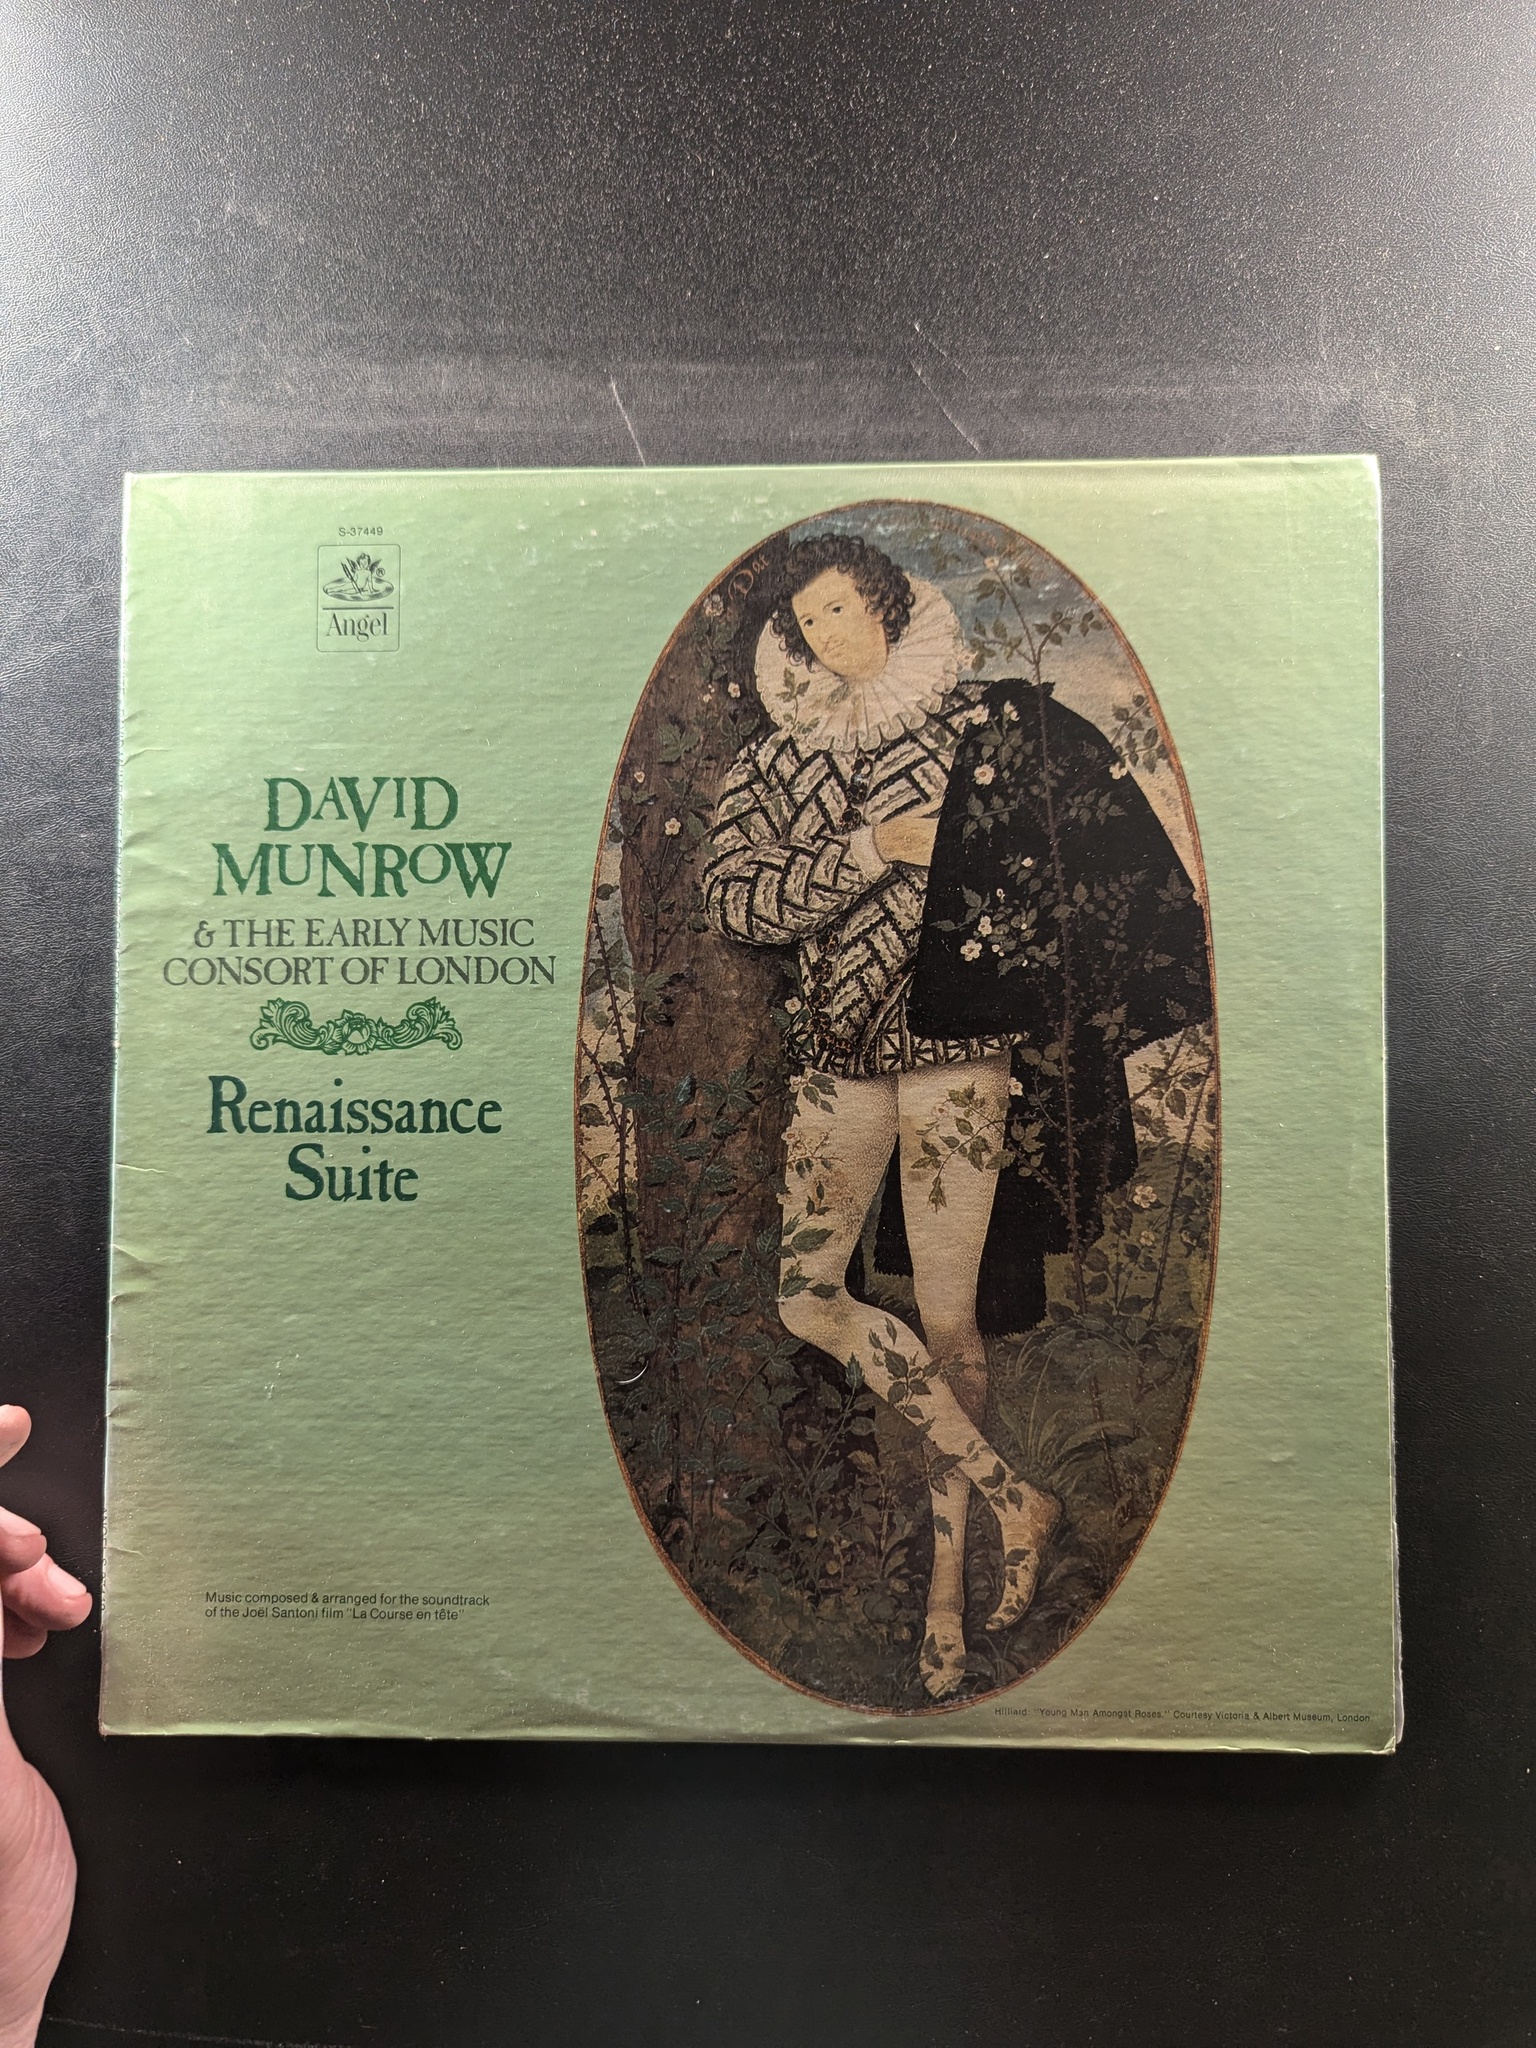 S-37449
®
Angel
DAVID
MUNROW
& THE EARLY MUSIC
CONSORT OF LONDON
Renaissance
Suite
Music composed & arranged for the soundtrack
of the Joël Santoni film "La Course en tête"
Hilliard: "Young Man Amongst Roses." Courtesy Victoria & Albert Museum, London